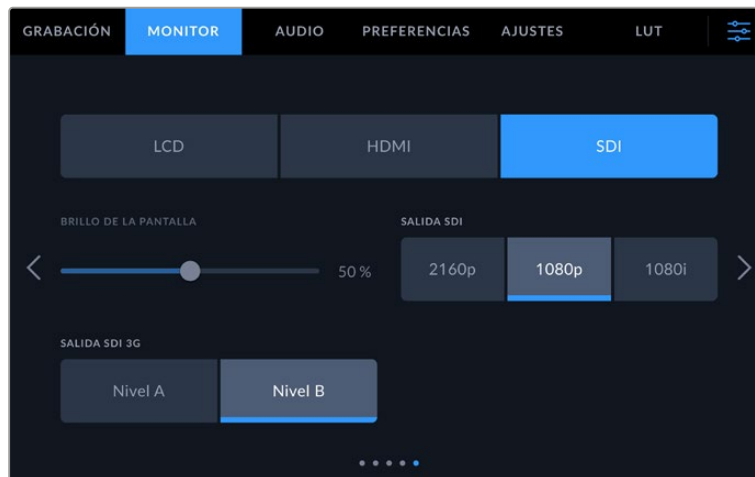 GRABACIÓN MONITOR AUDIO PREFERENCIAS AJUSTES LUT
LCD HDMI SDI
BRILLO DE LA PANTALLA SALIDA SDI
50 % 2160p 1080p 1080i
SALIDA SDI 3G
Nivel A Nivel B